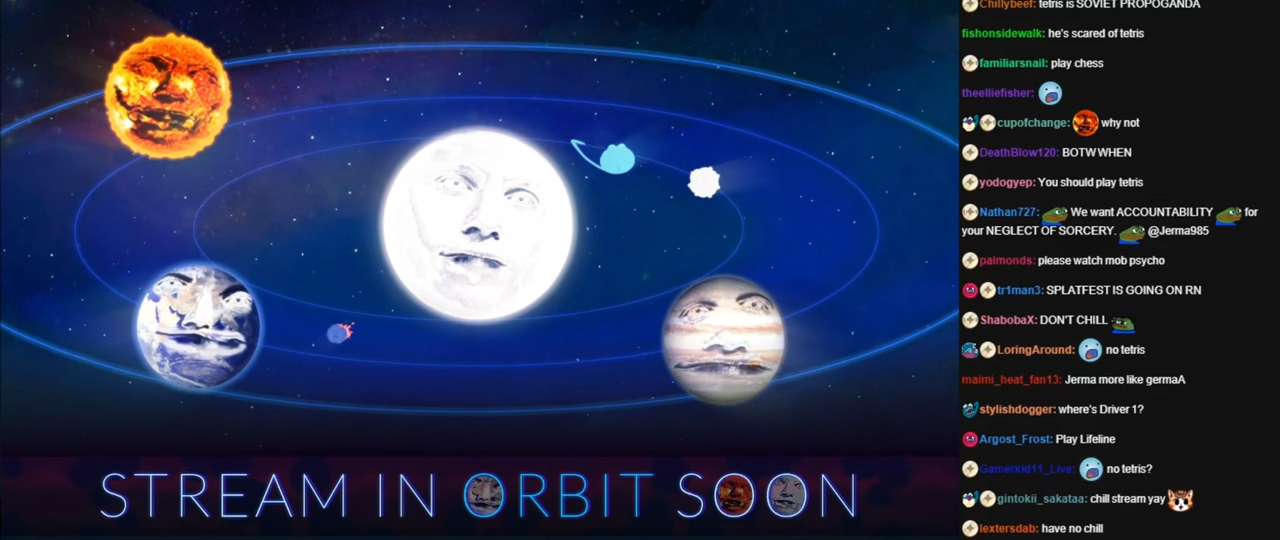 STREAM IN ORBIT SOON
Chillybeef: tetris is SOVIET PROPOGANDA
fishonsidewalk: he's scared of tetris
familiarsnail: play chess
theelliefisher:
cupofchange: why not
DeathBlow120: BOTW WHEN
yodogyep: You should play tetris
Nathan727: We want ACCOUNTABILITY for
your NEGLECT OF SORCERY. @Jerma985
palmonds: please watch mob psycho
tr1man3: SPLATFEST IS GOING ON RN
ShabobaX: DON'T CHILL
LoringAround: no tetris
maimi_heat_fan13: Jerma more like germaA
stylishdogger: where's Driver 1?
Argost_Frost: Play Lifeline
Gamerkid11_Live: no tetris?
gintokii_sakataa: chill stream yay
lextersdab: have no chill